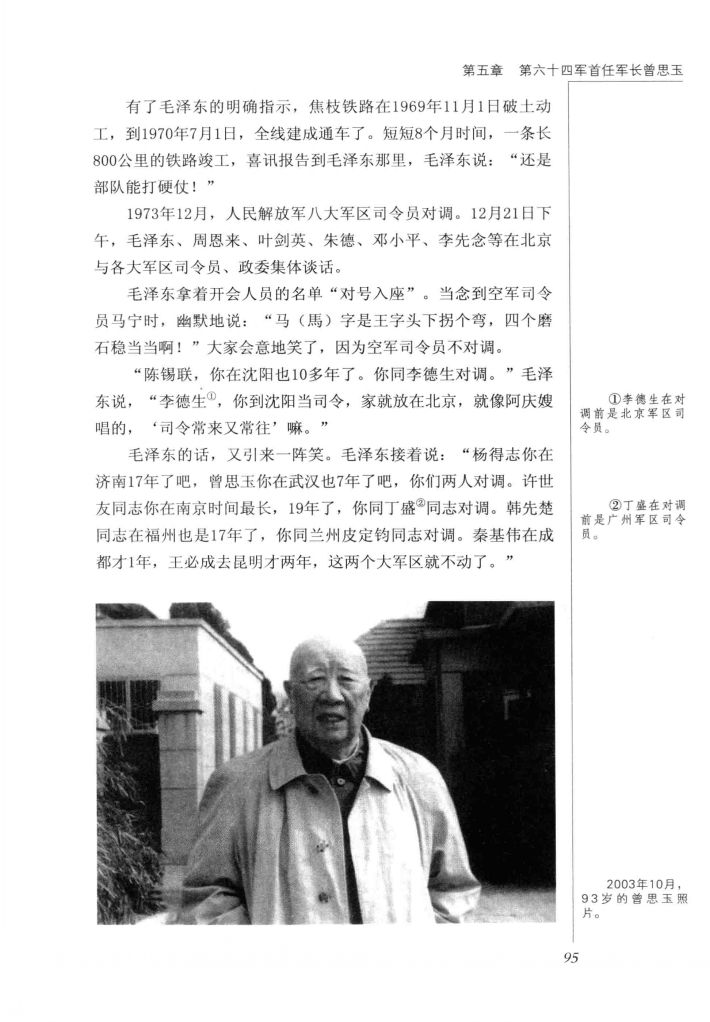 第五章　第六十四军首任军长曾思玉
有了毛泽东的明确指示，焦枝铁路在1969年11月1日破土动
工，到1970年7月1日，全线建成通车了。短短8个月时间，一条长
800公里的铁路竣工，喜讯报告到毛泽东那里，毛泽东说：“还是
部队能打硬仗！”
1973年12月，人民解放军八大军区司令员对调。12月21日下
午，毛泽东、周恩来、叶剑英、朱德、邓小平、李先念等在北京
与各大军区司令员、政委集体谈话。
毛泽东拿着开会人员的名单“对号入座”。当念到空军司令
员马宁时，幽默地说：“马（馬）字是王字头下拐个弯，四个磨
石稳当当啊！”大家会意地笑了，因为空军司令员不对调。
“陈锡联，你在沈阳也10多年了。你同李德生对调。”毛泽
东说，“李德生①，你到沈阳当司令，家就放在北京，就像阿庆嫂
唱的，‘司令常来又常往’嘛。”
毛泽东的话，又引来一阵笑。毛泽东接着说：“杨得志你在
济南17年了吧，曾思玉你在武汉也7年了吧，你们两人对调。许世
友同志你在南京时间最长，19年了，你同丁盛②同志对调。韩先楚
同志在福州也是17年了，你同兰州皮定钧同志对调。秦基伟在成
都才1年，王必成去昆明才两年，这两个大军区就不动了。”
①李德生在对
调前是北京军区司
令员。
②丁盛在对调
前是广州军区司令
员。
2003年10月，
93岁的曾思玉照
片。
95